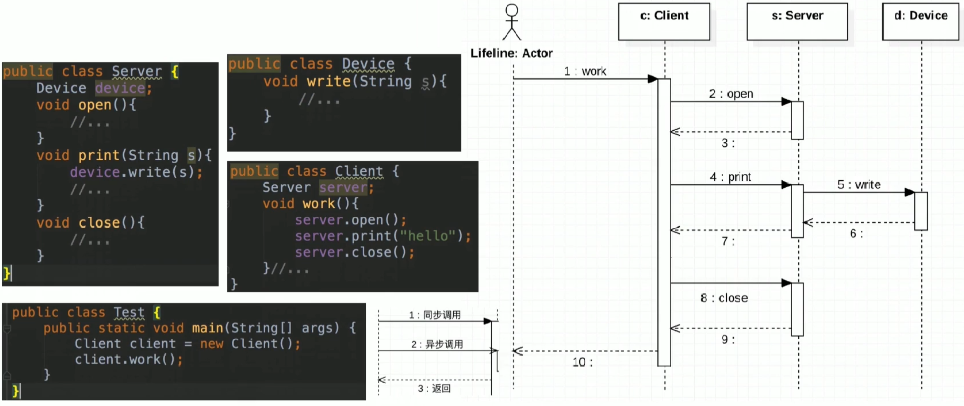 public class Server {
Device device;
void open(){
//...
}
void print(String s){
device.write(s);
//...
}
void close(){
//...
}
}
public class Device {
void write(String s){
//...
}
}
public class Client {
Server server;
void work(){
server.open();
server.print("hello");
server.close();
}//...
}
public class Test {
public static void main(String[] args) {
Client client = new Client();
client.work();
}
}
1 : 同步调用
2 : 异步调用
3 : 返回
Lifeline: Actor
c: Client
s: Server
d: Device
1 : work
2 : open
3 :
4 : print
5 : write
6 :
7 :
8 : close
9 :
10 :